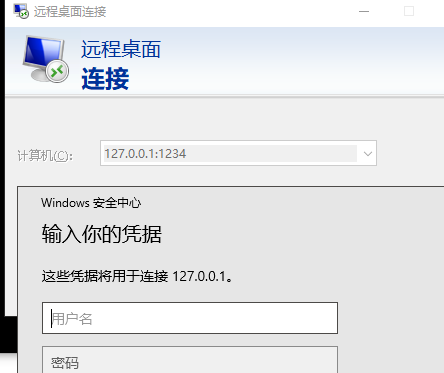 远程桌面连接
远程桌面
连接
计算机(C):
127.0.0.1:1234
Windows 安全中心
输入你的凭据
这些凭据将用于连接 127.0.0.1。
用户名
密码